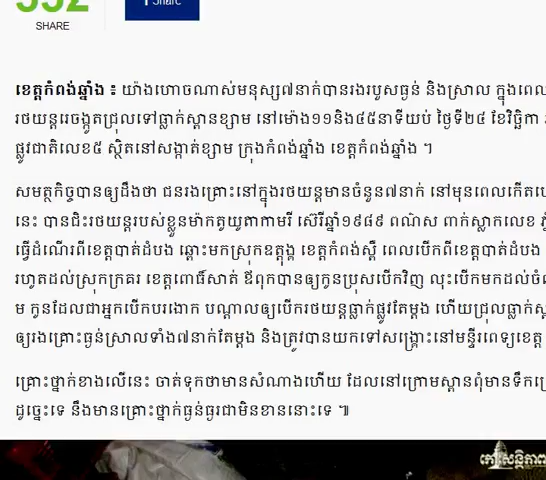 332
SHARE
Share
ខេត្តកំពង់ឆ្នាំង ៖ យ៉ាងហោចណាស់មនុស្ស៧នាក់បានរងរបួសធ្ងន់ និងស្រាល ក្នុងពេល
រថយន្តរេចង្កូតជ្រុលទៅធ្លាក់ស្ពានខ្សាម នៅម៉ោង១១និង៤៥នាទីយប់ ថ្ងៃទី២៤ ខែវិច្ឆិកា
ផ្លូវជាតិលេខ៥ ស្ថិតនៅសង្កាត់ខ្សាម ក្រុងកំពង់ឆ្នាំង ខេត្តកំពង់ឆ្នាំង ។
សមត្ថកិច្ចបានឲ្យដឹងថា ជនរងគ្រោះនៅក្នុងរថយន្តមានចំនួន៧នាក់ នៅមុនពេលកើតហេ
នេះ បានជិះរថយន្តរបស់ខ្លួនម៉ាកតូយូតាកាមរី ស៊េរីឆ្នាំ១៩៨៩ ពណ៌ស ពាក់ស្លាកលេខ
ធ្វើដំណើរពីខេត្តបាត់ដំបង ឆ្ពោះមកស្រុកឧត្តុង្គ ខេត្តកំពង់ស្ពឺ ពេលបើកពីខេត្តបាត់ដំបង
រហូតដល់ស្រុកក្រគរ ខេត្តពោធិ៍សាត់ ឪពុកបានឲ្យកូនប្រុសបើកវិញ លុះបើកមកដល់ចំ
ម កូនដែលជាអ្នកបើកបរងោក បណ្តាលឲ្យបើករថយន្តធ្លាក់ផ្លូវតែម្តង ហើយជ្រុលធ្លាក់
ឲ្យរងគ្រោះធ្ងន់ស្រាលទាំង៧នាក់តែម្តង និងត្រូវបានយកទៅសង្គ្រោះនៅមន្ទីរពេទ្យខេត្ត
គ្រោះថ្នាក់ខាងលើនេះ ចាត់ទុកថាមានសំណាងហើយ ដែលនៅក្រោមស្ពានពុំមានទឹក
ដូច្នេះទេ នឹងមានគ្រោះថ្នាក់ធ្ងន់ធ្ងរជាមិនខាននោះទេ ៕